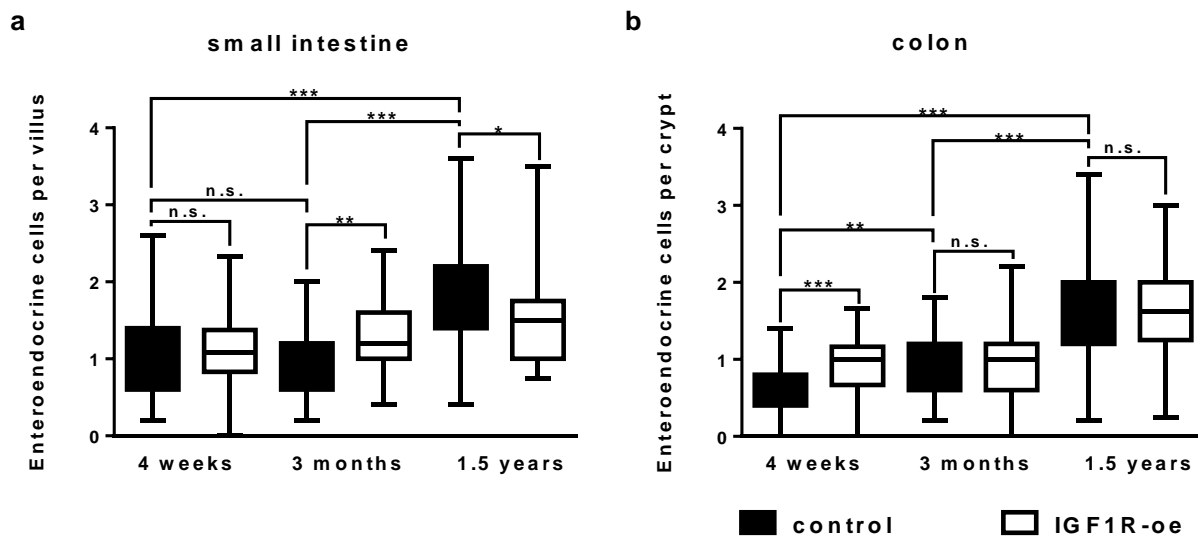 a
small intestine
Enteroendocrine cells per villus
4
3
2
1
0
***
***
*
n.s.
n.s.
**
4 weeks
3 months
1.5 years
b
colon
Enteroendocrine cells per crypt
4
3
2
1
0
***
***
n.s.
**
n.s.
***
4 weeks
3 months
1.5 years
control
IGF1R-oe